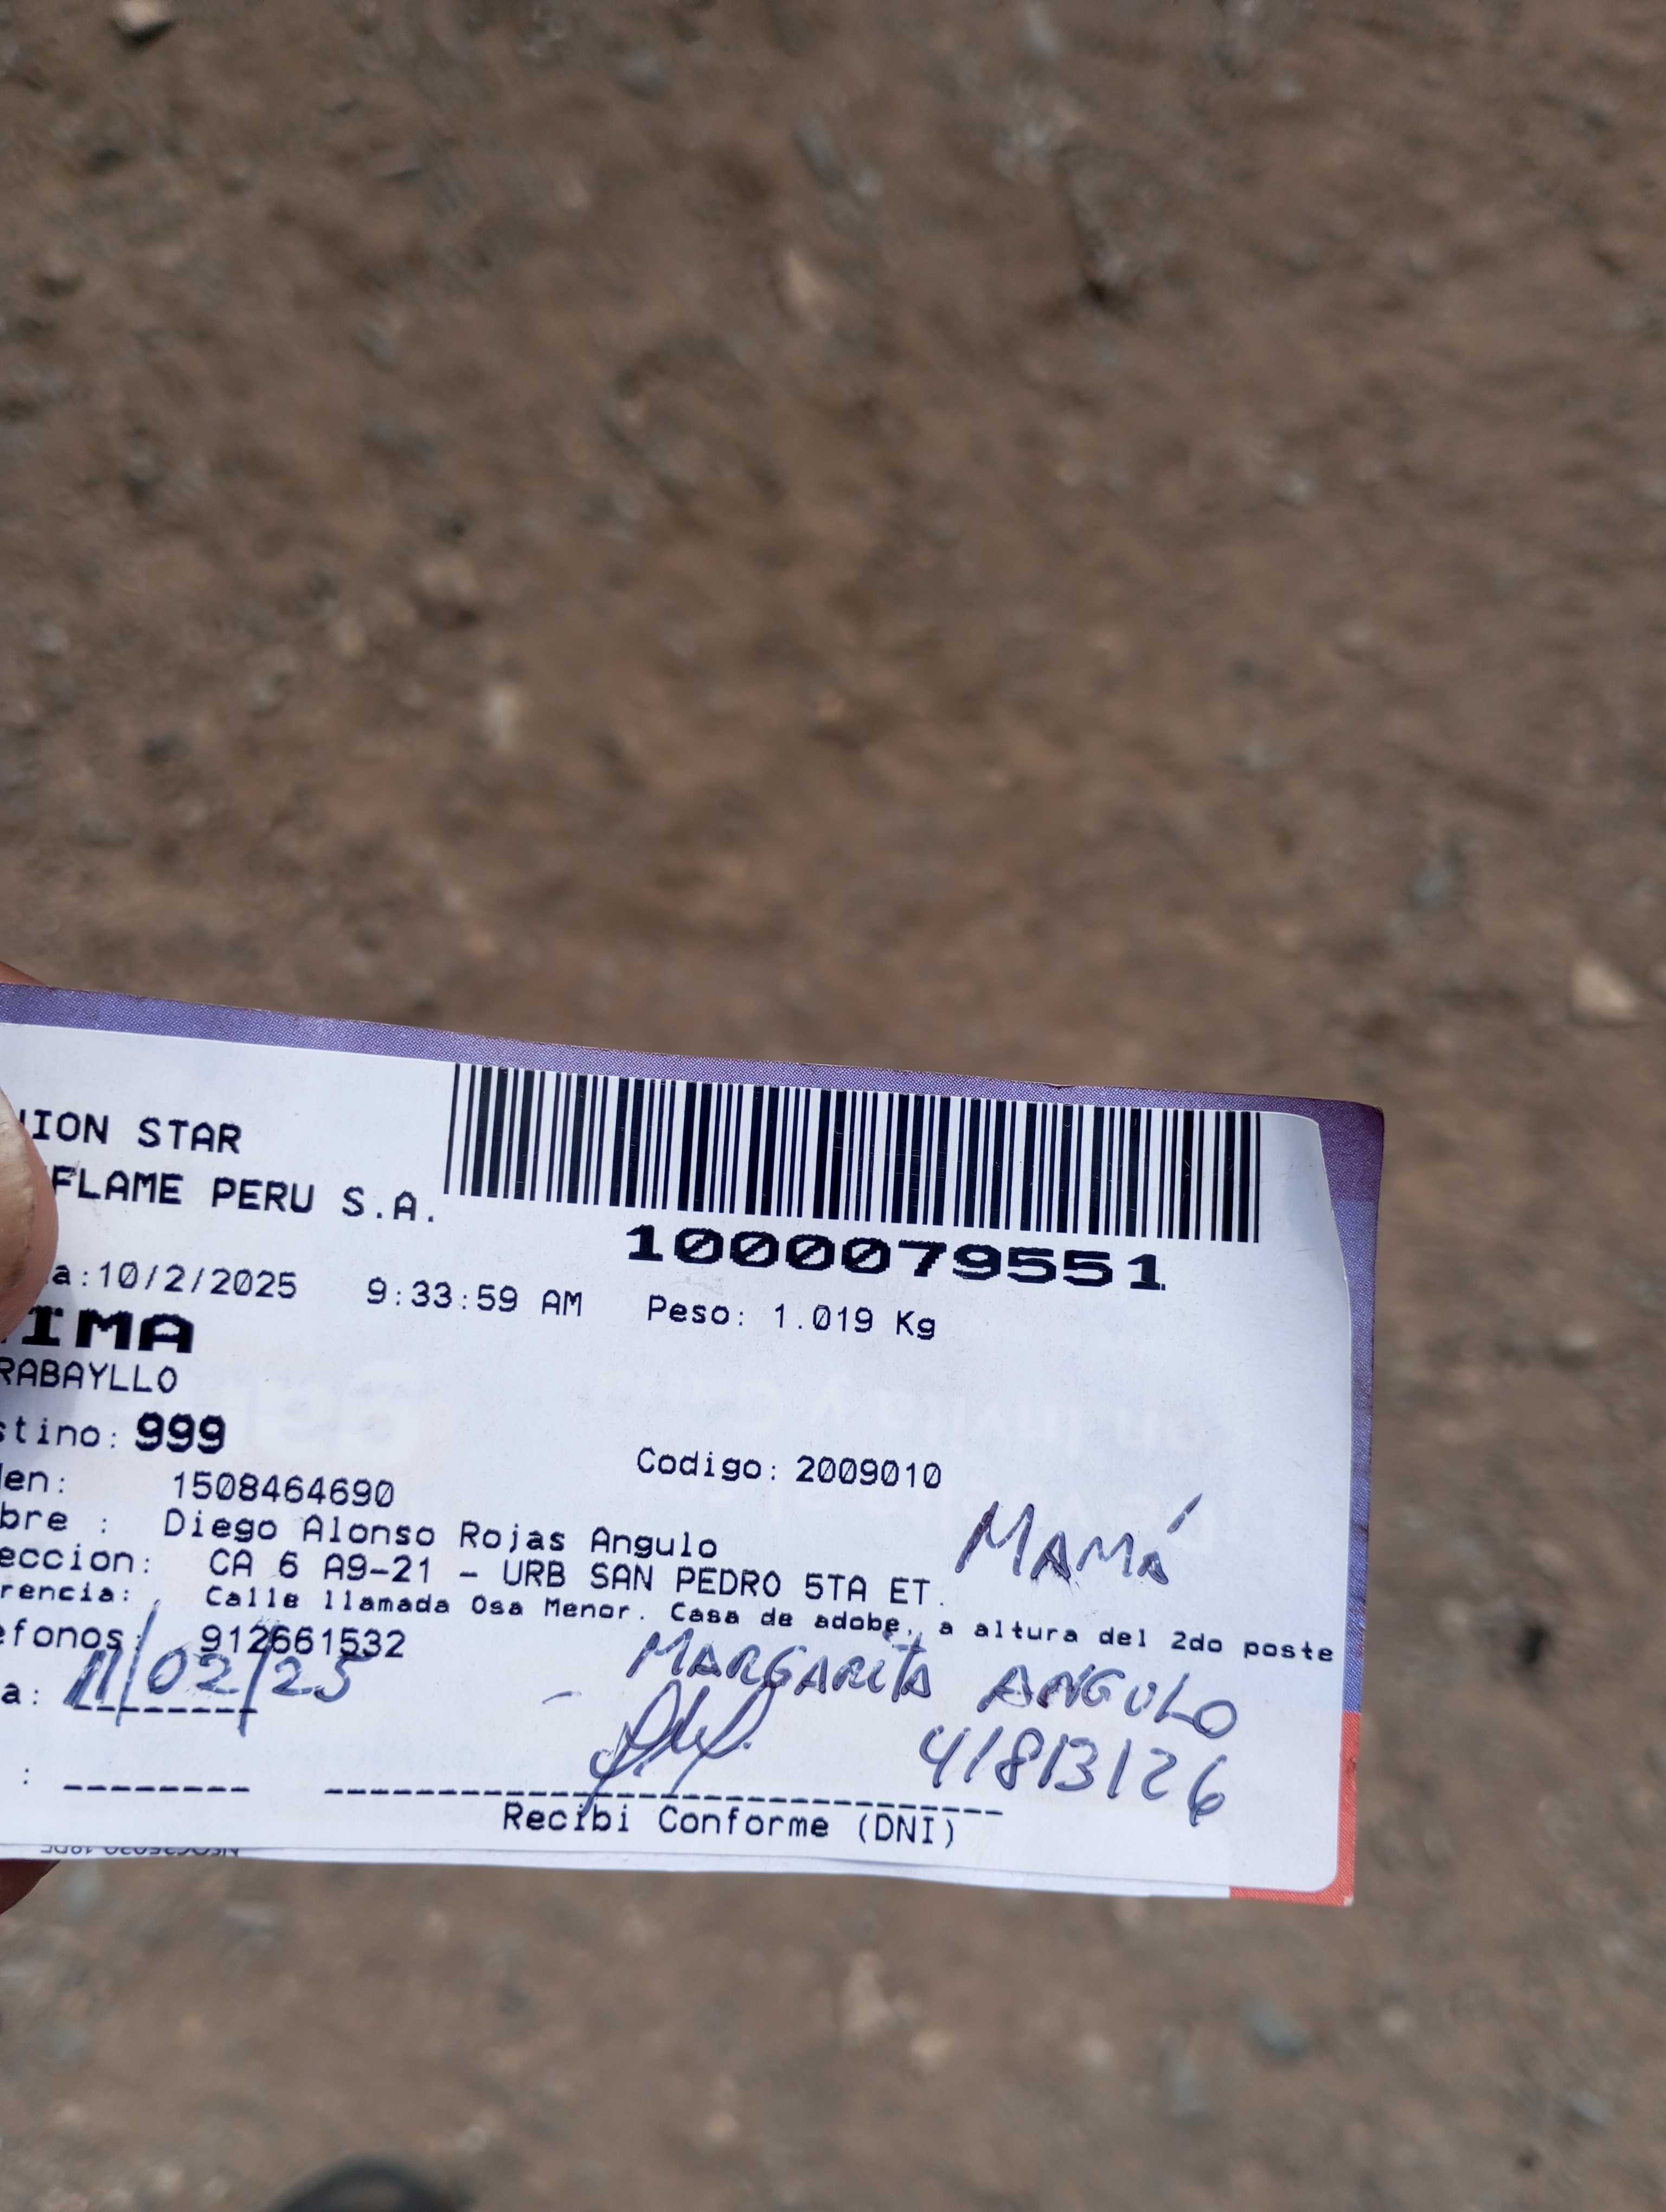 NION STAR
FLAME PERU S.A.
1000079551
a:10/2/2025 9:33:59 AM Peso: 1.019 Kg
IMA
RABAYLLO
stino: 999
Codigo: 2009010
den: 1508464690
bre : Diego Alonso Rojas Angulo
MAMÁ
eccion: CA 6 A9-21 - URB SAN PEDRO 5TA ET.
rencia: Calle llamada Osa Menor. Casa de adobe, a altura del 2do poste
efonos: 912661532
MARGARITA ANGULO
a: 11/02/25
41813126
:
Recibi Conforme (DNI)